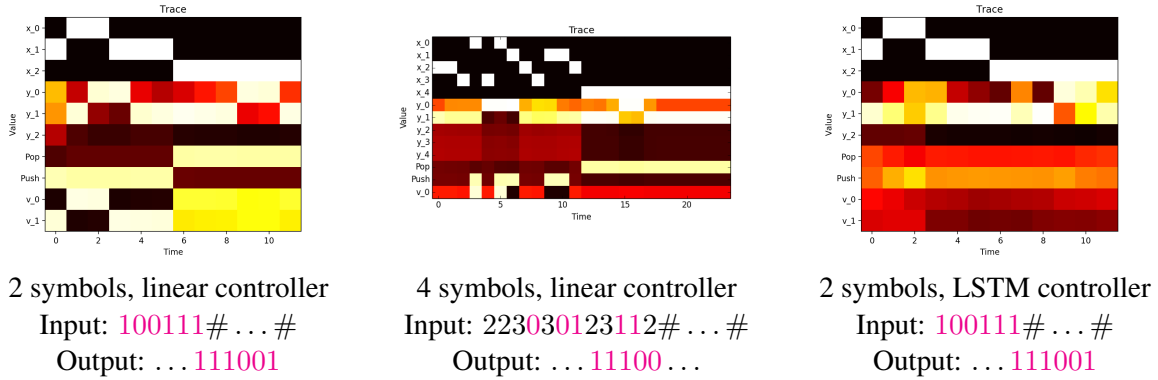 Trace
Value
x_0
x_1
x_2
y_0
y_1
y_2
Pop
Push
v_0
v_1
0 2 4 6 8 10
Time
2 symbols, linear controller
Input: 100111# … #
Output: … 111001
Trace
Value
x_0
x_1
x_2
x_3
x_4
y_0
y_1
y_2
y_3
y_4
Pop
Push
v_0
0 5 10 15 20
Time
4 symbols, linear controller
Input: 223030123112# … #
Output: … 11100 …
Trace
Value
x_0
x_1
x_2
y_0
y_1
y_2
Pop
Push
v_0
v_1
0 2 4 6 8 10
Time
2 symbols, LSTM controller
Input: 100111# … #
Output: … 111001